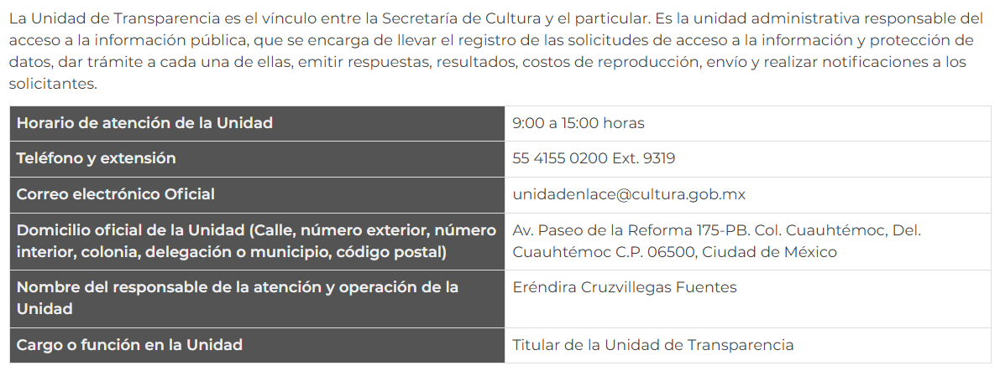 La Unidad de Transparencia es el vínculo entre la Secretaría de Cultura y el particular. Es la unidad administrativa responsable del
acceso a la información pública, que se encarga de llevar el registro de las solicitudes de acceso a la información y protección de
datos, dar trámite a cada una de ellas, emitir respuestas, resultados, costos de reproducción, envío y realizar notificaciones a los
solicitantes.
Horario de atención de la Unidad
9:00 a 15:00 horas
Teléfono y extensión
55 4155 0200 Ext. 9319
Correo electrónico Oficial
unidadenlace@cultura.gob.mx
Domicilio oficial de la Unidad (Calle, número exterior, número
interior, colonia, delegación o municipio, código postal)
Av. Paseo de la Reforma 175-PB. Col. Cuauhtémoc, Del.
Cuauhtémoc C.P. 06500, Ciudad de México
Nombre del responsable de la atención y operación de la
Unidad
Eréndira Cruzvillegas Fuentes
Cargo o función en la Unidad
Titular de la Unidad de Transparencia